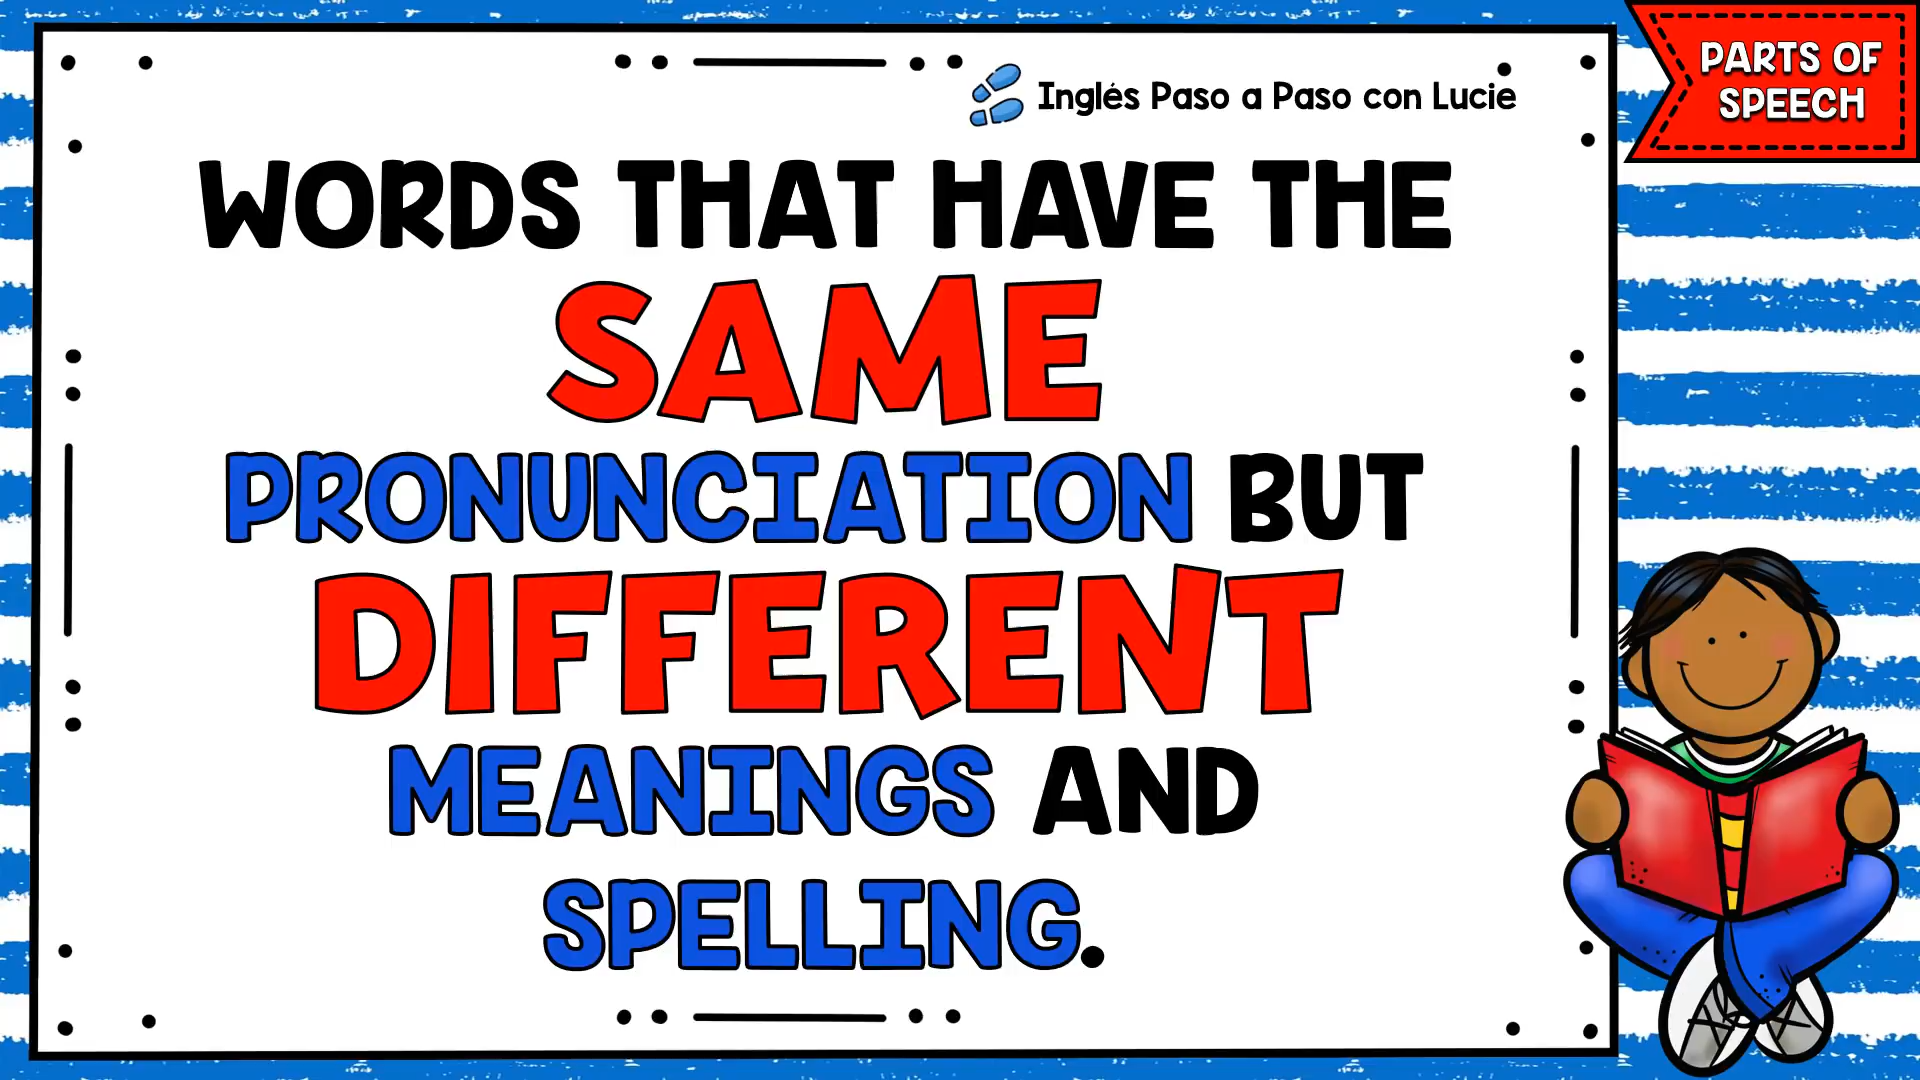 Inglés Paso a Paso con Lucie
PARTS OF
SPEECH
WORDS THAT HAVE THE
SAME
PRONUNCIATION BUT
DIFFERENT
MEANINGS AND
SPELLING.